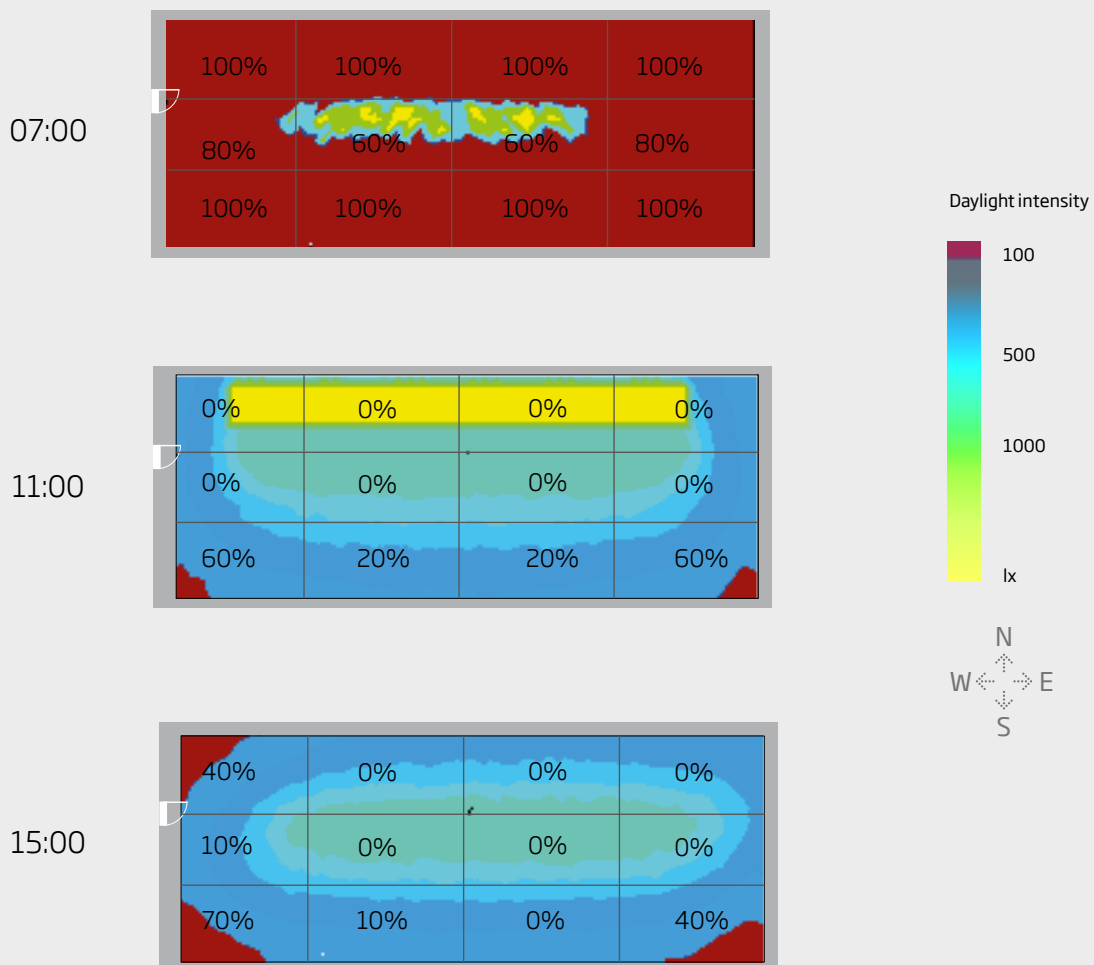 07:00
100% 100% 100% 100%
80% 60% 60% 80%
100% 100% 100% 100%
11:00
0% 0% 0% 0%
0% 0% 0% 0%
60% 20% 20% 60%
15:00
40% 0% 0% 0%
10% 0% 0% 0%
70% 10% 0% 40%
Daylight intensity
100
500
1000
lx
N
W E
S